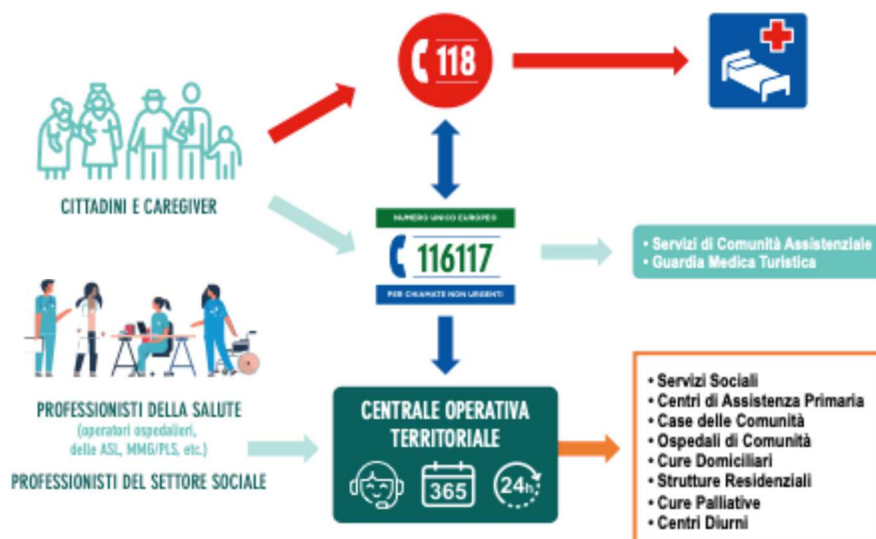 118
CITTADINI E CAREGIVER
NUMERO UNICO EUROPEO
116117
PER CHIAMATE NON URGENTI
• Servizi di Comunità Assistenziale
• Guardia Medica Turistica
PROFESSIONISTI DELLA SALUTE
(operatori ospedalieri,
delle ASL, MMG/PLS, etc.)
PROFESSIONISTI DEL SETTORE SOCIALE
CENTRALE OPERATIVA
TERRITORIALE
365
24h
• Servizi Sociali
• Centri di Assistenza Primaria
• Case delle Comunità
• Ospedali di Comunità
• Cure Domiciliari
• Strutture Residenziali
• Cure Palliative
• Centri Diurni